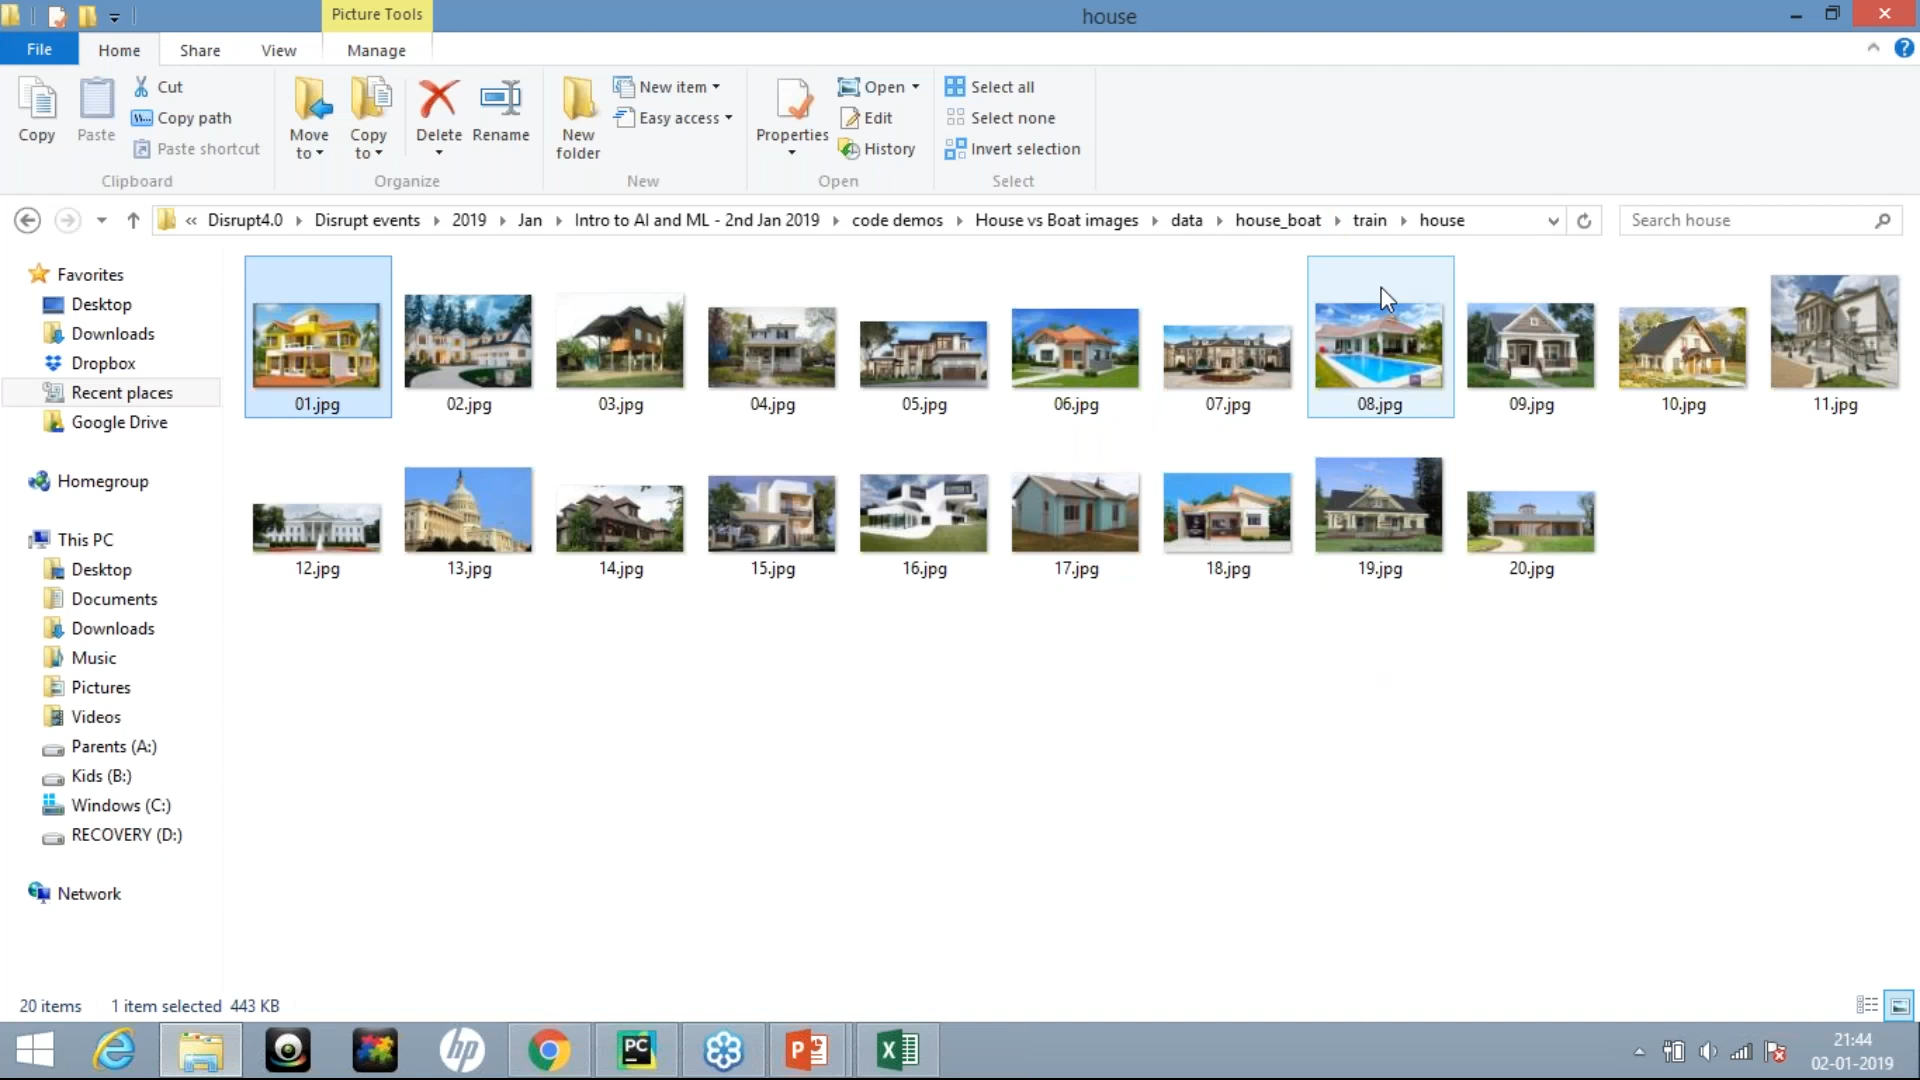 Picture Tools
house
File
Home
Share
View
Manage
Copy
Paste
Cut
Copy path
Paste shortcut
Clipboard
Move to
Copy to
Delete
Rename
Organize
New folder
New item
Easy access
New
Properties
Open
Edit
History
Open
Select all
Select none
Invert selection
Select
« Disrupt4.0 Disrupt events 2019 Jan Intro to AI and ML - 2nd Jan 2019 code demos House vs Boat images data house_boat train house
Search house
Favorites
Desktop
Downloads
Dropbox
Recent places
Google Drive
Homegroup
This PC
Desktop
Documents
Downloads
Music
Pictures
Videos
Parents (A:)
Kids (B:)
Windows (C:)
RECOVERY (D:)
Network
01.jpg 02.jpg 03.jpg 04.jpg 05.jpg 06.jpg 07.jpg 08.jpg 09.jpg 10.jpg 11.jpg
12.jpg 13.jpg 14.jpg 15.jpg 16.jpg 17.jpg 18.jpg 19.jpg 20.jpg
20 items 1 item selected 443 KB
hp
PC
P
X
21:44
02-01-2019